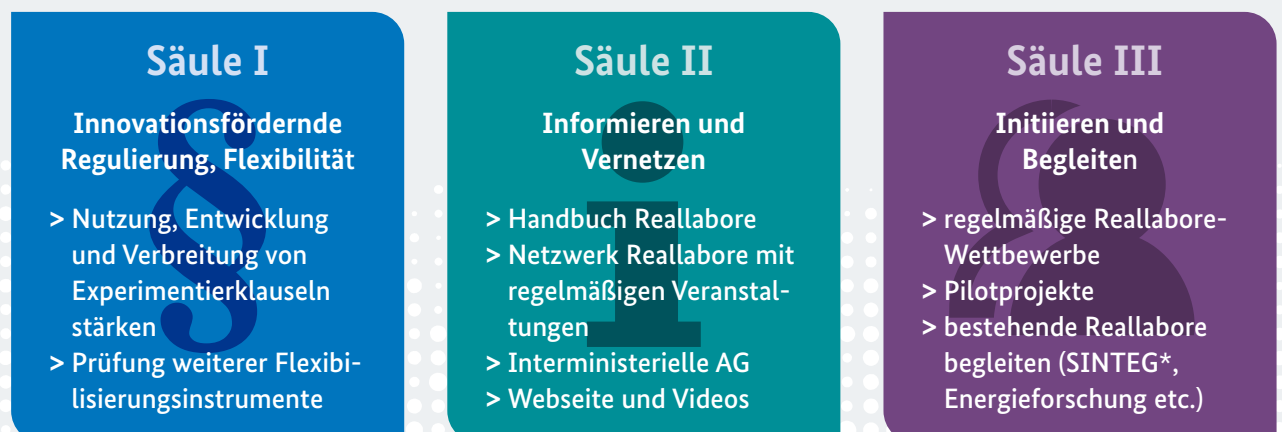 Säule I
Innovationsfördernde
Regulierung, Flexibilität
> Nutzung, Entwicklung
und Verbreitung von
Experimentierklauseln
stärken
> Prüfung weiterer Flexibi-
lisierungsinstrumente
Säule II
Informieren und
Vernetzen
> Handbuch Reallabore
> Netzwerk Reallabore mit
regelmäßigen Veranstal-
tungen
> Interministerielle AG
> Webseite und Videos
Säule III
Initiieren und
Begleiten
> regelmäßige Reallabore-
Wettbewerbe
> Pilotprojekte
> bestehende Reallabore
begleiten (SINTEG*,
Energieforschung etc.)